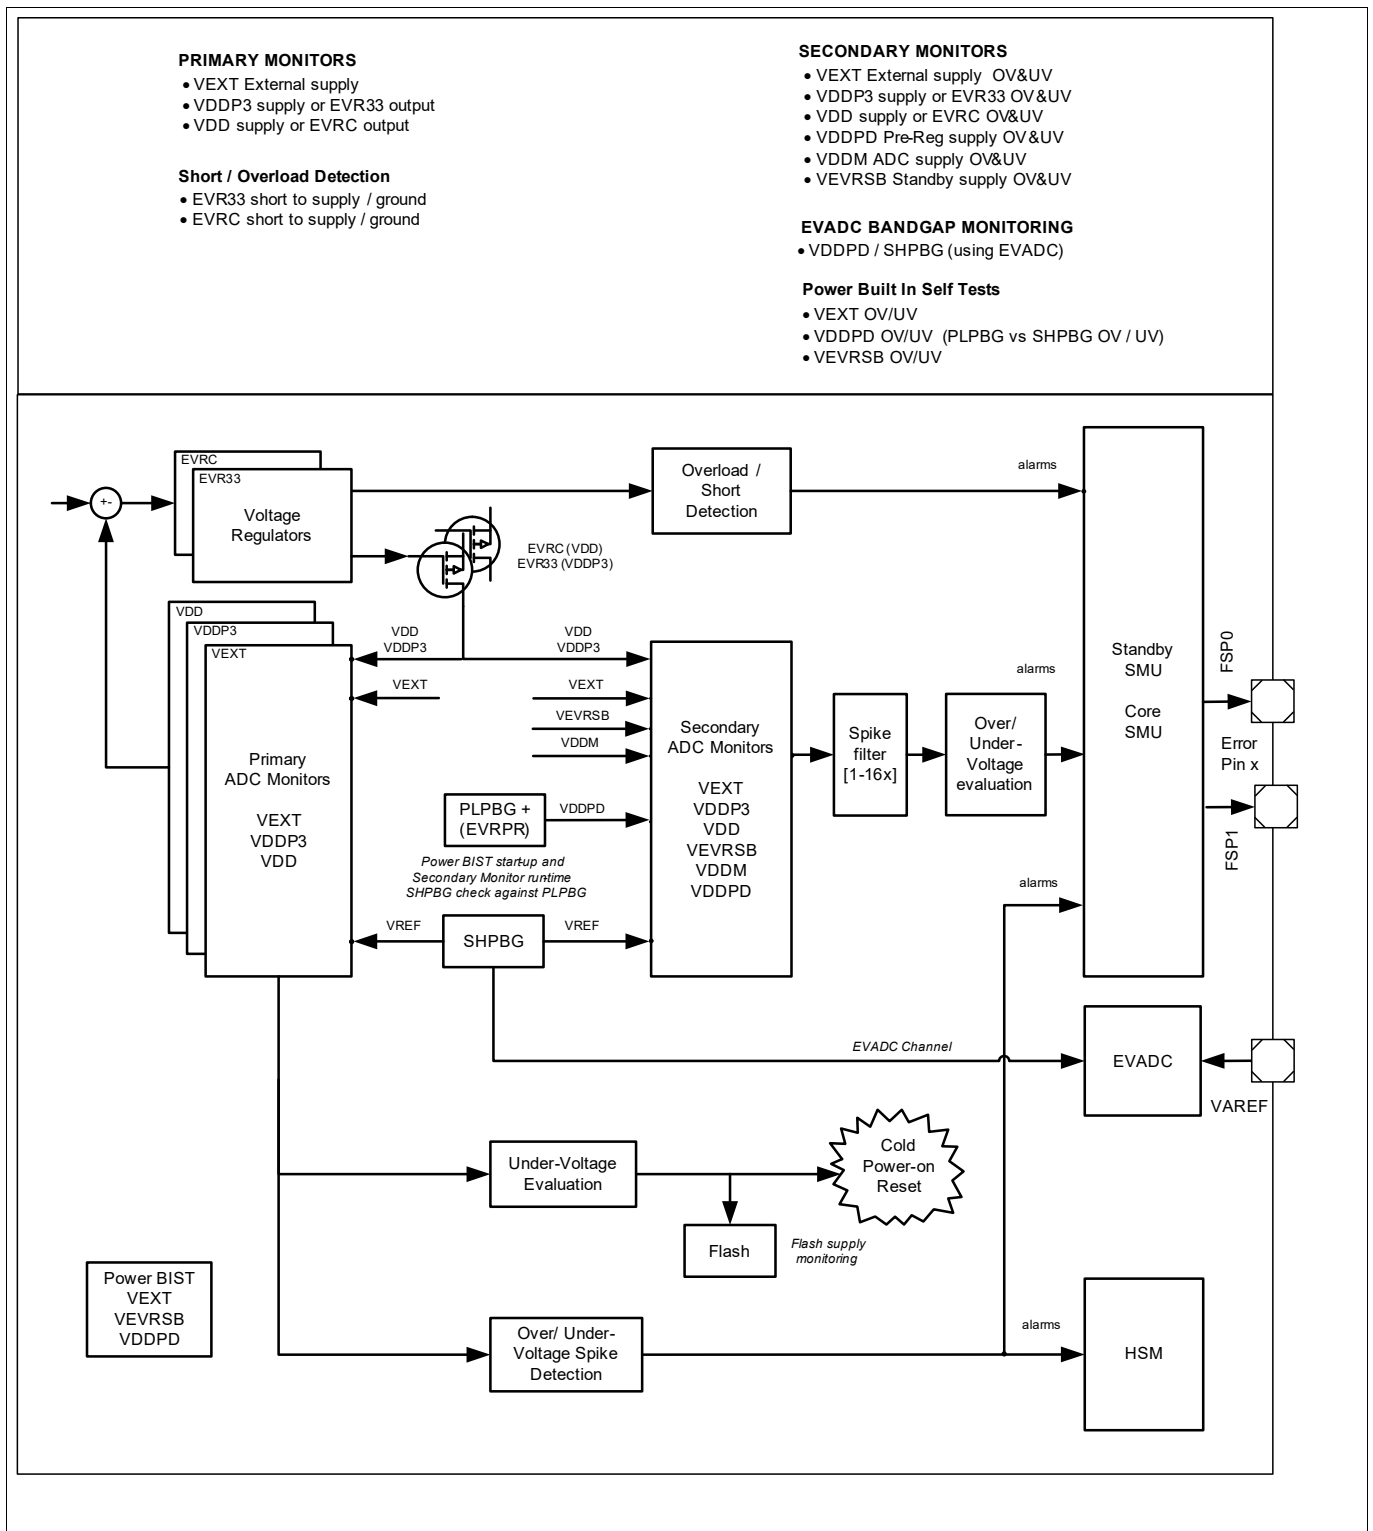 PRIMARY MONITORS
• VEXT External supply
• VDDP3 supply or EVR33 output
• VDD supply or EVRC output
Short / Overload Detection
• EVR33 short to supply / ground
• EVRC short to supply / ground
SECONDARY MONITORS
• VEXT External supply OV&UV
• VDDP3 supply or EVR33 OV&UV
• VDD supply or EVRC OV&UV
• VDDPD Pre-Reg supply OV&UV
• VDDM ADC supply OV&UV
• VEVRSB Standby supply OV&UV
EVADC BANDGAP MONITORING
• VDDPD / SHPBG (using EVADC)
Power Built In Self Tests
• VEXT OV/UV
• VDDPD OV/UV (PLPBG vs SHPBG OV / UV)
• VEVRSB OV/UV
+-
EVRC
EVR33
Voltage
Regulators
Overload /
Short
Detection
alarms
EVRC (VDD)
EVR33 (VDDP3)
VDD
VDDP3
VEXT
Primary
ADC Monitors
VEXT
VDDP3
VDD
VDD
VDDP3
VEXT
VDD
VDDP3
VEXT
VEVRSB
VDDM
PLPBG +
(EVRPR)
VDDPD
Power BIST start-up and
Secondary Monitor runtime
SHPBG check against PLPBG
VREF
SHPBG
VREF
Secondary
ADC Monitors
VEXT
VDDP3
VDD
VEVRSB
VDDM
VDDPD
Spike
filter
[1-16x]
Over/
Under-
Voltage
evaluation
alarms
Standby
SMU
Core
SMU
FSP0
Error
Pin x
FSP1
alarms
EVADC Channel
EVADC
VAREF
Under-Voltage
Evaluation
Cold
Power-on
Reset
Flash
Flash supply
monitoring
Power BIST
VEXT
VEVRSB
VDDPD
Over/ Under-
Voltage Spike
Detection
alarms
HSM